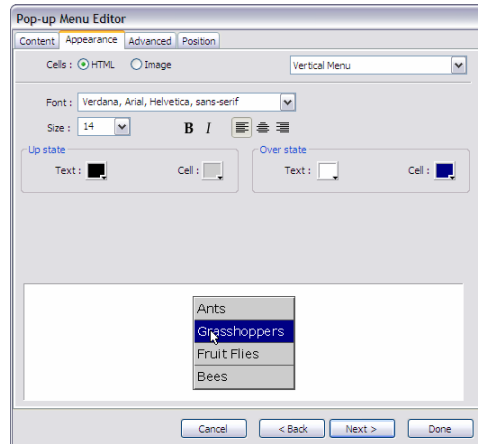 Pop-up Menu Editor
Content Appearance Advanced Position
Cells : HTML Image Vertical Menu
Font : Verdana, Arial, Helvetica, sans-serif
Size : 14 B I
Up state Over state
Text : Cell : Text : Cell :
Ants
Grasshoppers
Fruit Flies
Bees
Cancel < Back Next > Done